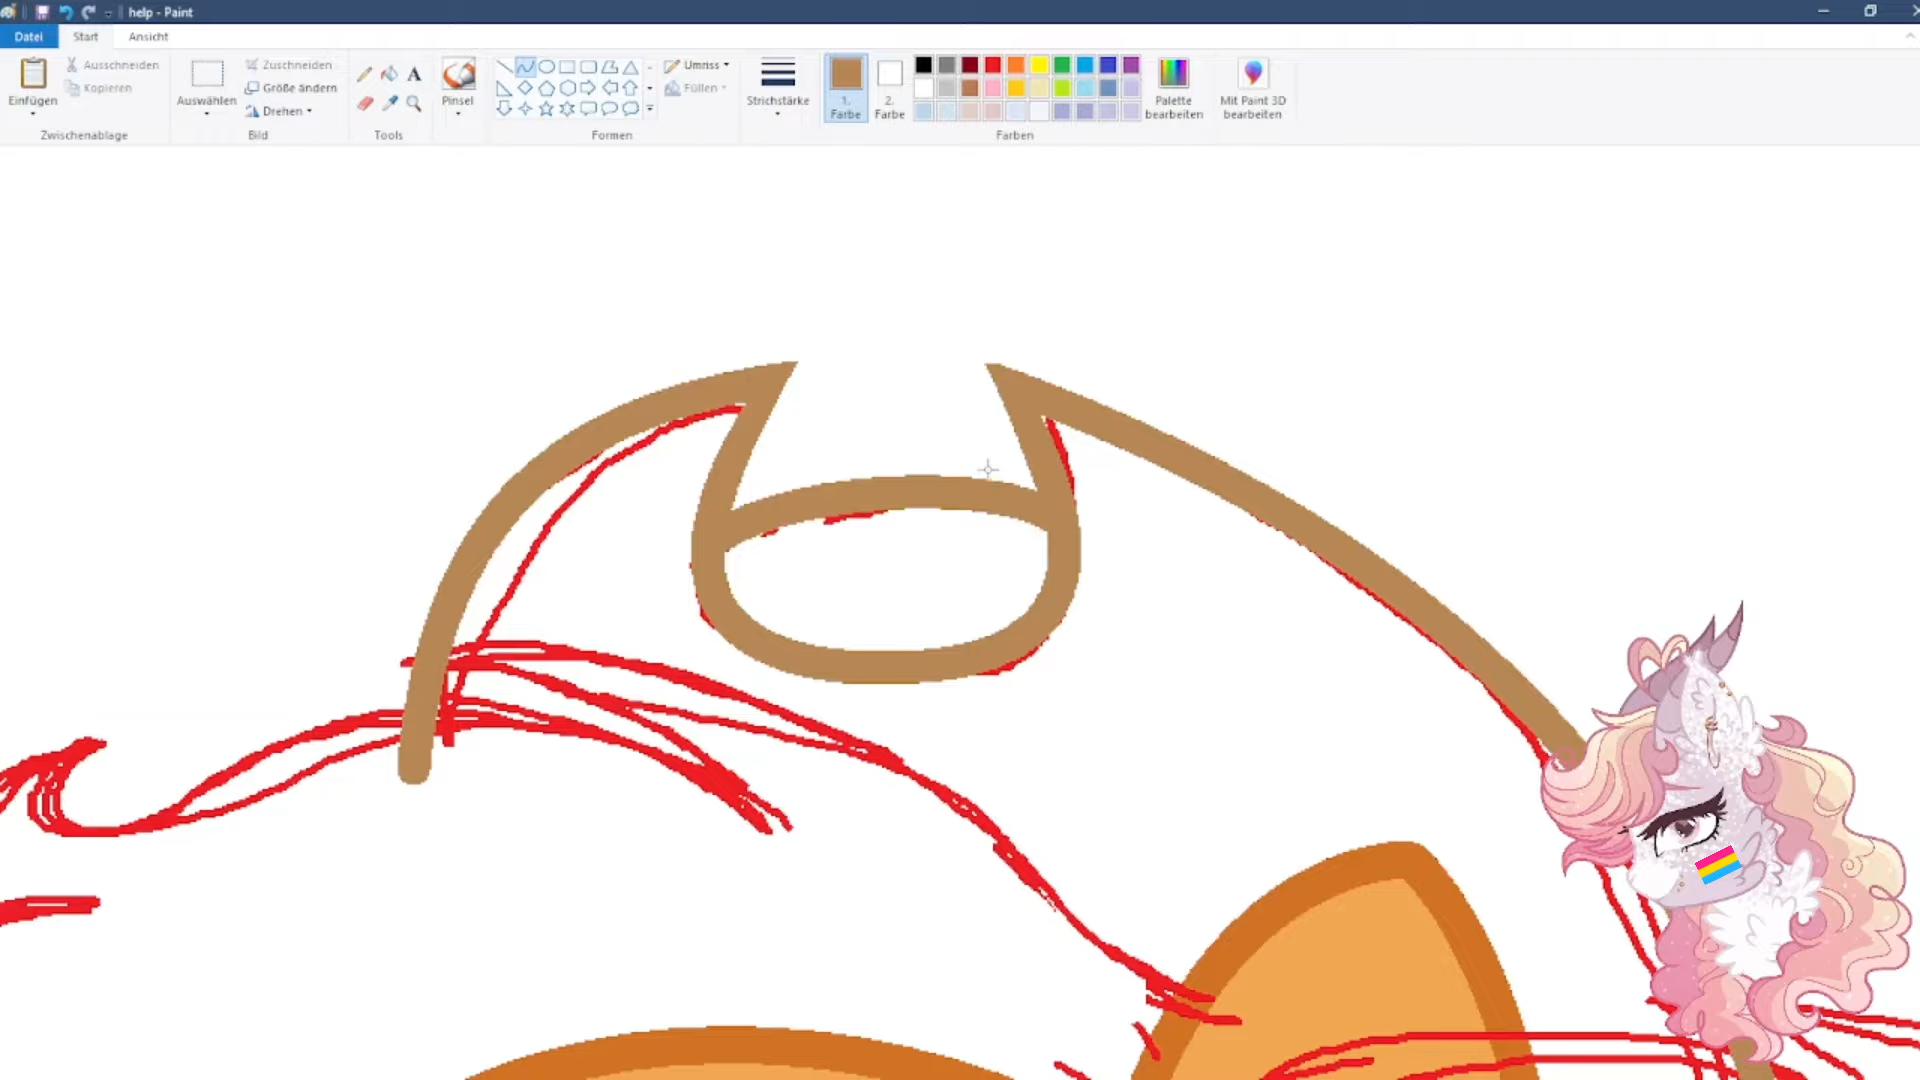 help - Paint
Datei Start Ansicht
Einfügen
Ausschneiden
Kopieren
Zwischenablage
Auswählen
Zuschneiden
Größe ändern
Drehen
Bild
A
Tools
Pinsel
Formen
Umriss
Füllen
Strichstärke
1.
Farbe
2.
Farbe
Palette
bearbeiten
Farben
Mit Paint 3D
bearbeiten